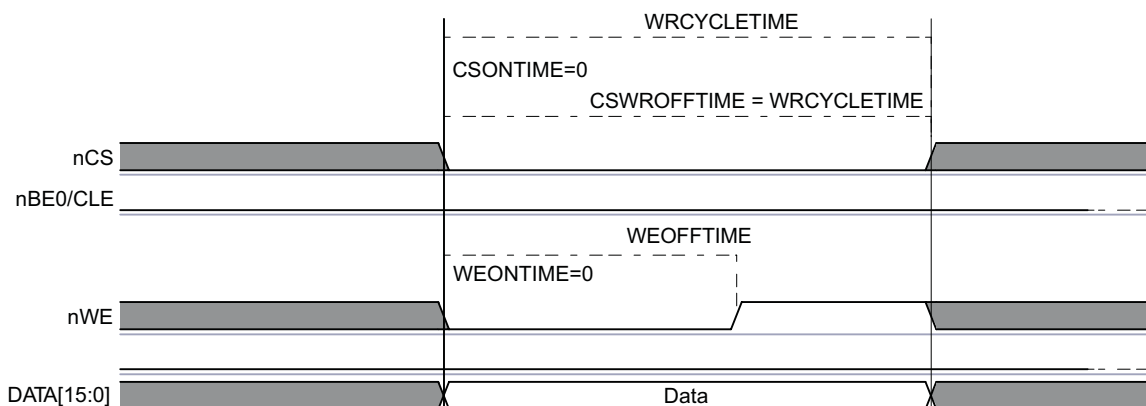 WRCYCLETIME
CSONTIME=0
CSWROFFTIME = WRCYCLETIME
nCS
nBE0/CLE
WEOFFTIME
WEONTIME=0
nWE
DATA[15:0]
Data